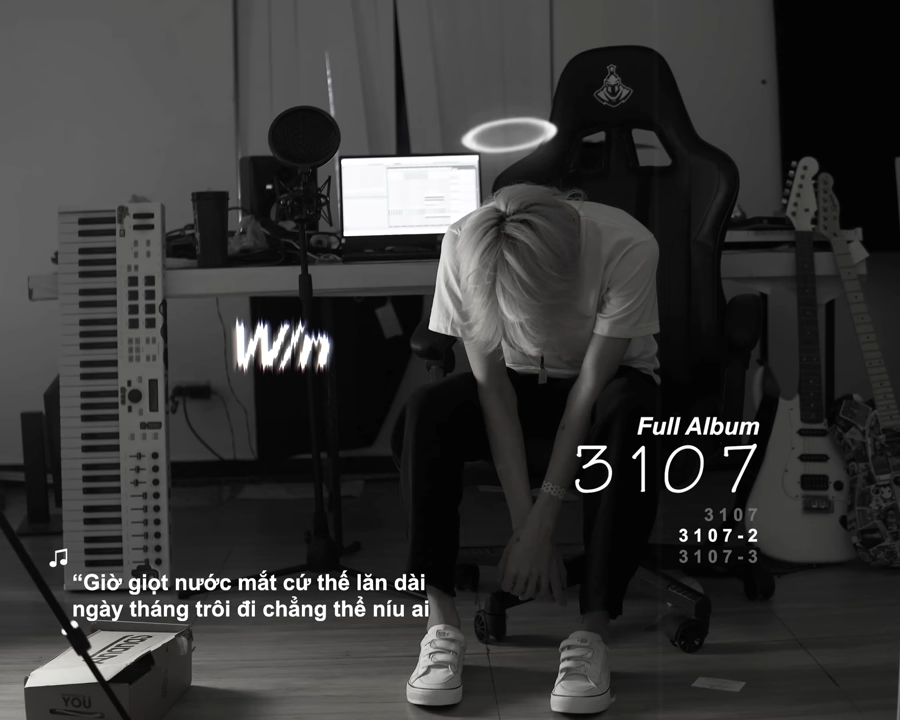 W/n
Full Album
3107
3107
3107-2
3107-3
“Giờ giọt nước mắt cứ thế lăn dài
ngày tháng trôi đi chẳng thể níu ai
YOU